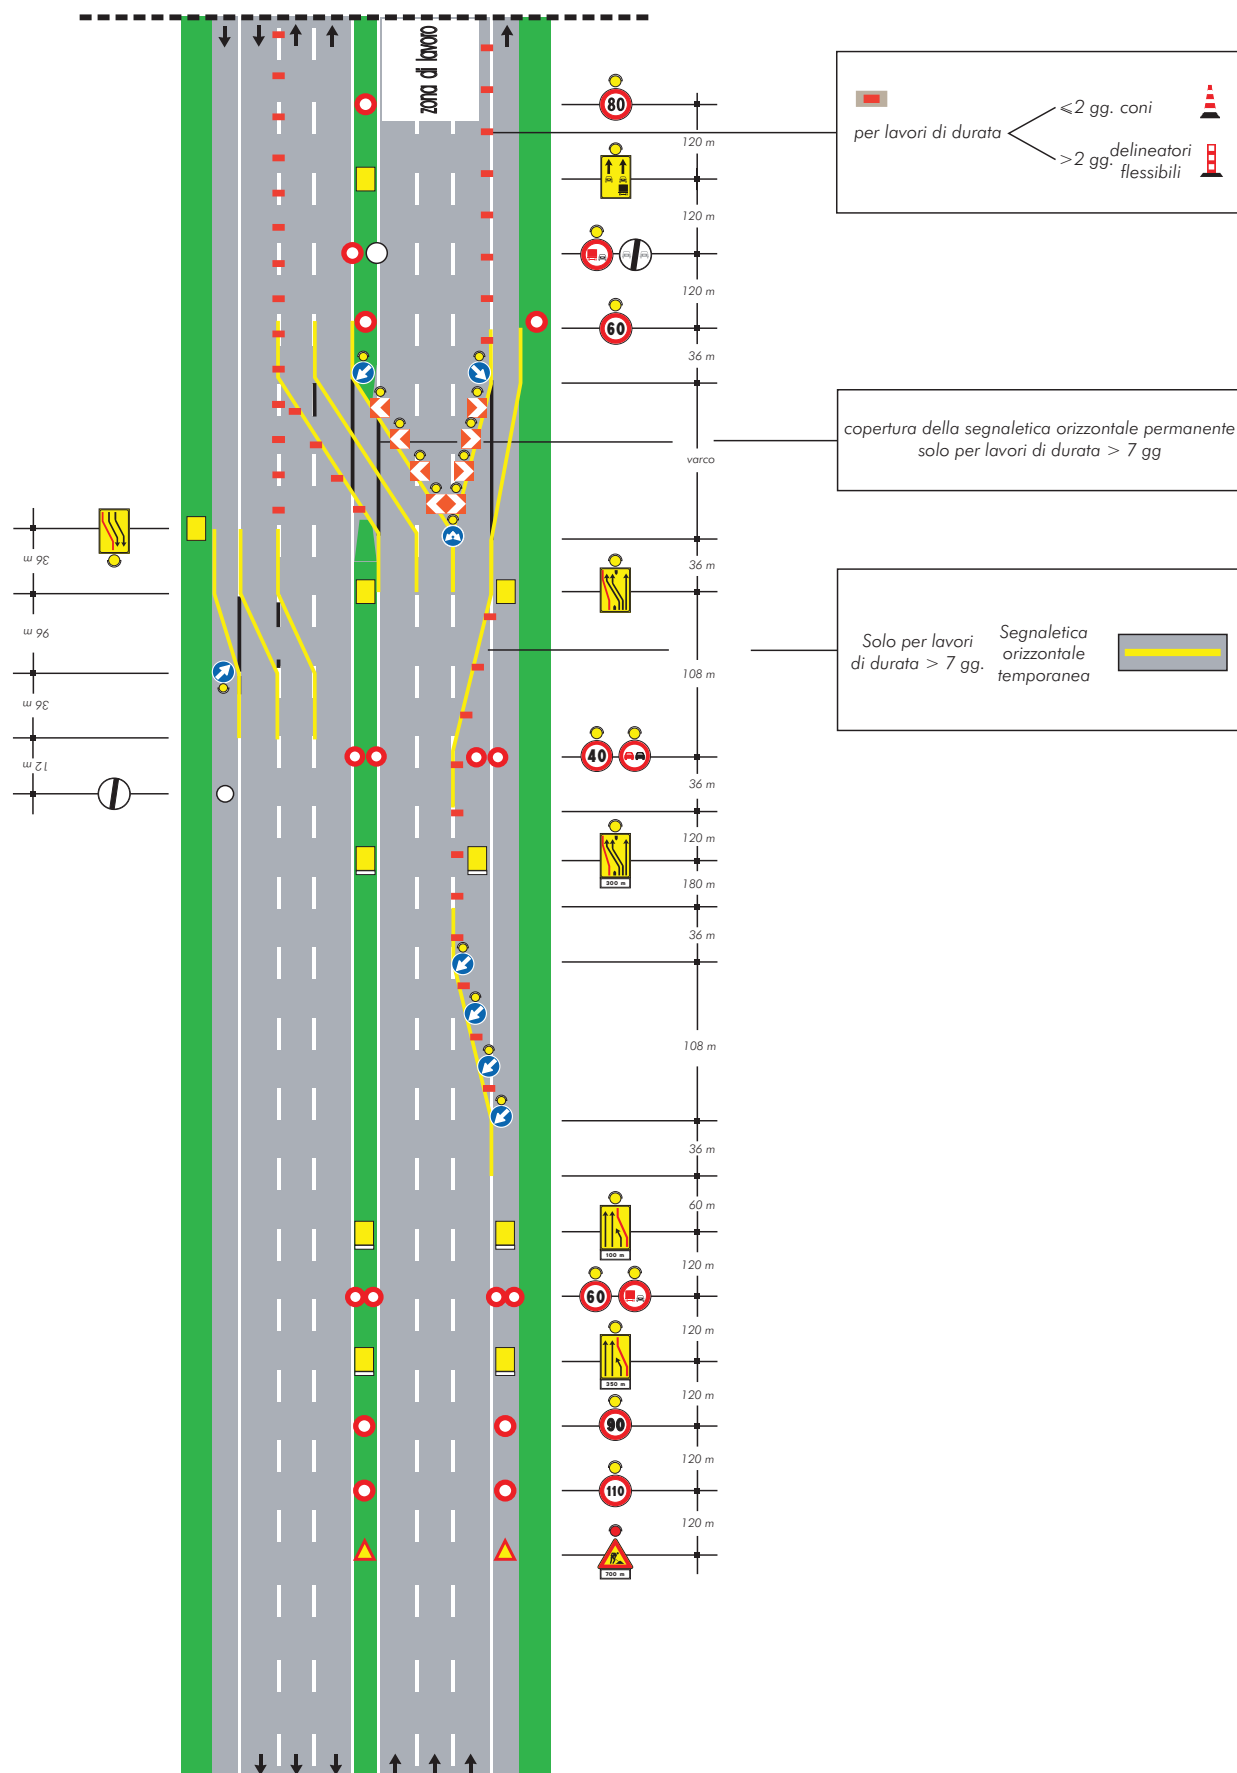 zona di lavoro
80
120 m
per lavori di durata
⩽2 gg. coni
>2 gg. delineatori
flessibili
120 m
120 m
60
36 m
copertura della segnaletica orizzontale permanente
solo per lavori di durata > 7 gg
varco
36 m
36 m
96 m
36 m
12 m
Solo per lavori
di durata > 7 gg.
Segnaletica
orizzontale
temporanea
108 m
40
36 m
120 m
300 m
180 m
36 m
108 m
36 m
60 m
100 m
120 m
60
120 m
350 m
120 m
90
120 m
110
120 m
700 m